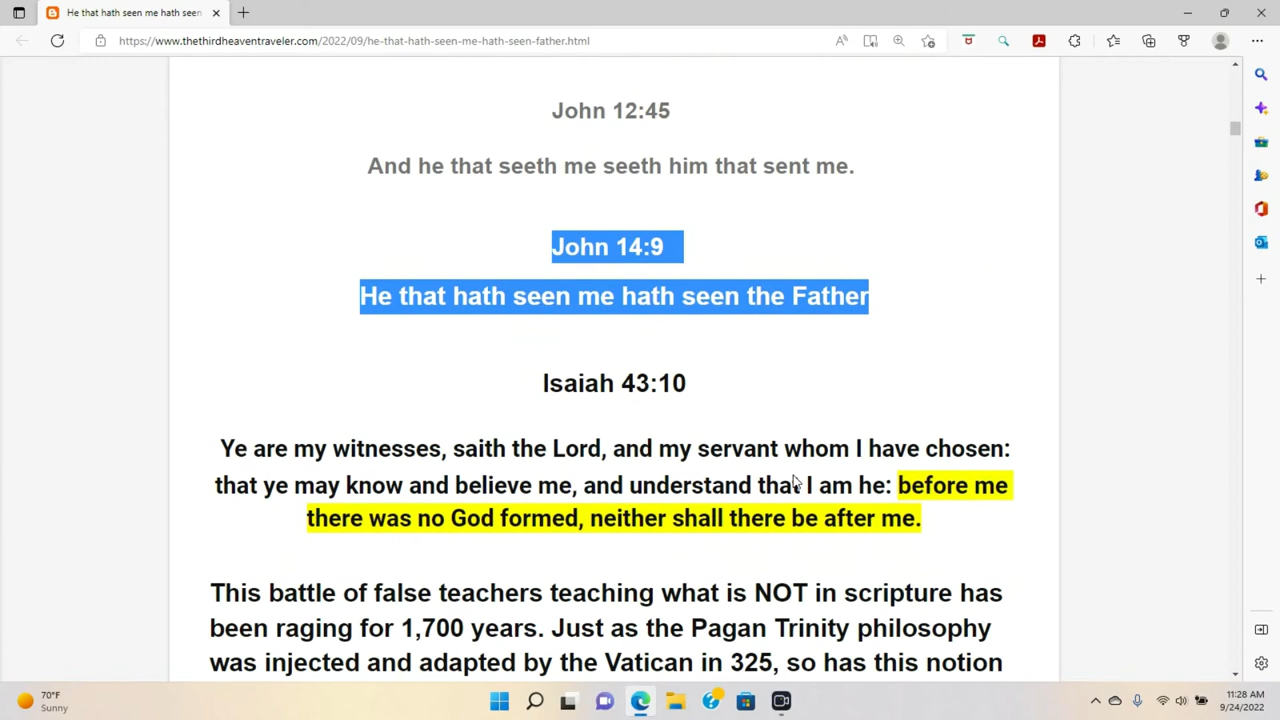 He that hath seen me hath seen
https://www.thethirdheaventraveler.com/2022/09/he-that-hath-seen-me-hath-seen-father.html
John 12:45
And he that seeth me seeth him that sent me.
John 14:9
He that hath seen me hath seen the Father
Isaiah 43:10
Ye are my witnesses, saith the Lord, and my servant whom I have chosen:
that ye may know and believe me, and understand that I am he: before me
there was no God formed, neither shall there be after me.
This battle of false teachers teaching what is NOT in scripture has
been raging for 1,700 years. Just as the Pagan Trinity philosophy
was injected and adapted by the Vatican in 325, so has this notion
70°F
Sunny
11:28 AM
9/24/2022